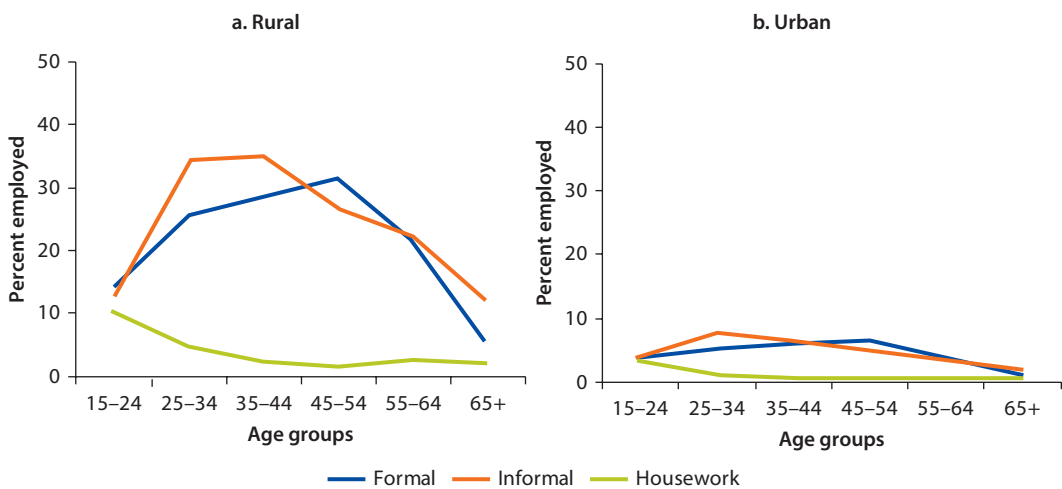 a. Rural
50
40
30
20
10
0
Percent employed
15–24 25–34 35–44 45–54 55–64 65+
Age groups
b. Urban
50
40
30
20
10
0
Percent employed
15–24 25–34 35–44 45–54 55–64 65+
Age groups
Formal Informal Housework